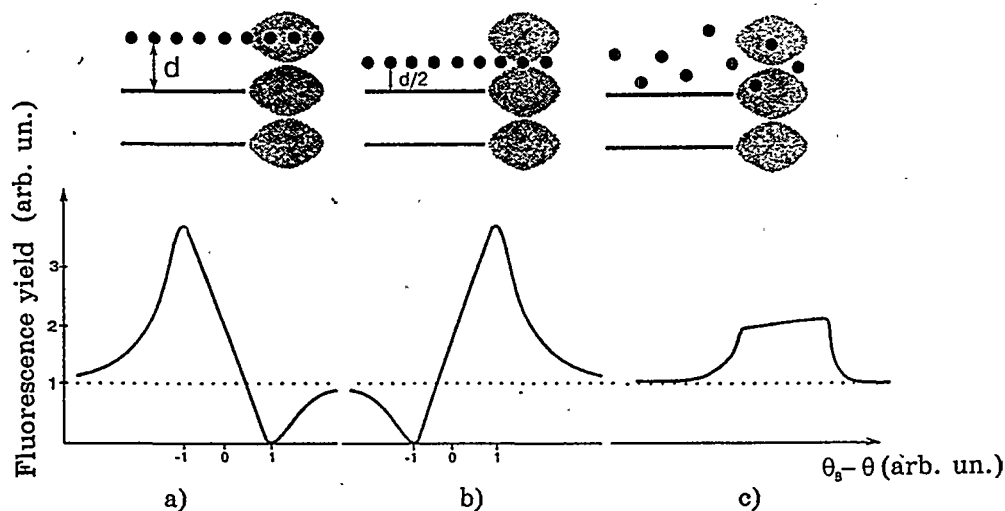 d
d/2
Fluorescence yield (arb. un.)
3
2
1
-1 0 1
-1 0 1
θB – θ (arb. un.)
a)
b)
c)